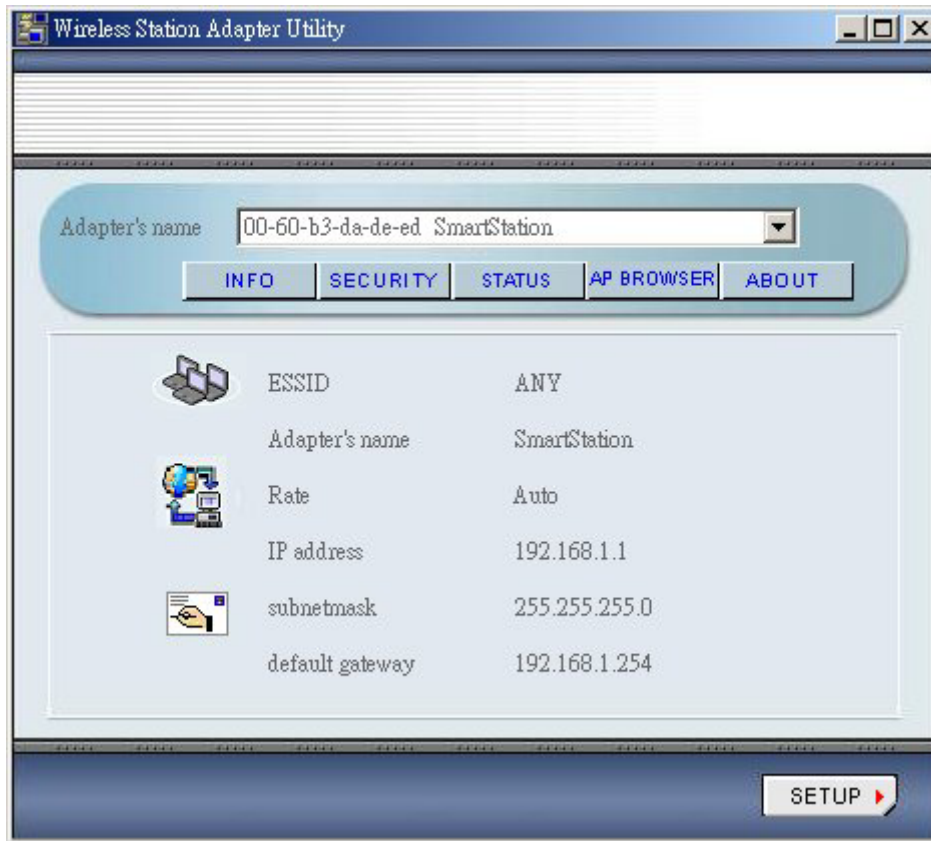 Wireless Station Adapter Utility
Adapter's name 00-60-b3-da-de-ed SmartStation
INFO SECURITY STATUS AP BROWSER ABOUT
ESSID ANY
Adapter's name SmartStation
Rate Auto
IP address 192.168.1.1
subnetmask 255.255.255.0
default gateway 192.168.1.254
SETUP